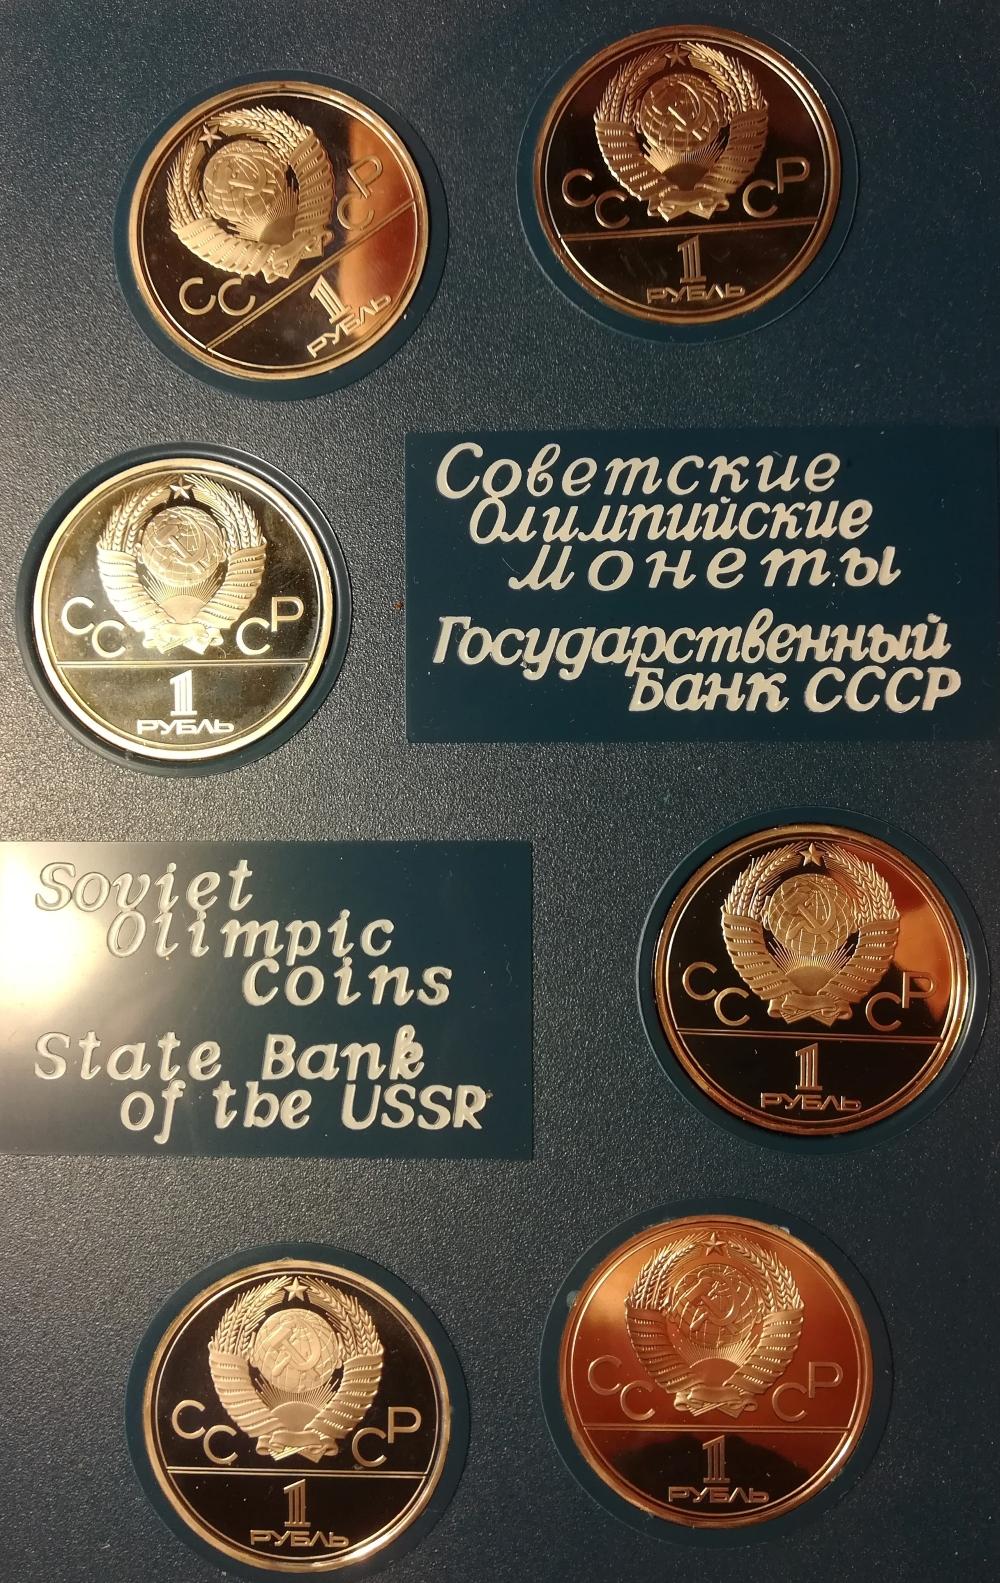 СССР
1
РУБЛЬ
СССР
1
РУБЛЬ
Советские
Олимпийские
Монеты
Государственный
Банк СССР
СССР
1
РУБЛЬ
Soviet
Olimpic
Coins
State Bank
of the USSR
СССР
1
РУБЛЬ
СССР
1
РУБЛЬ
СССР
1
РУБЛЬ